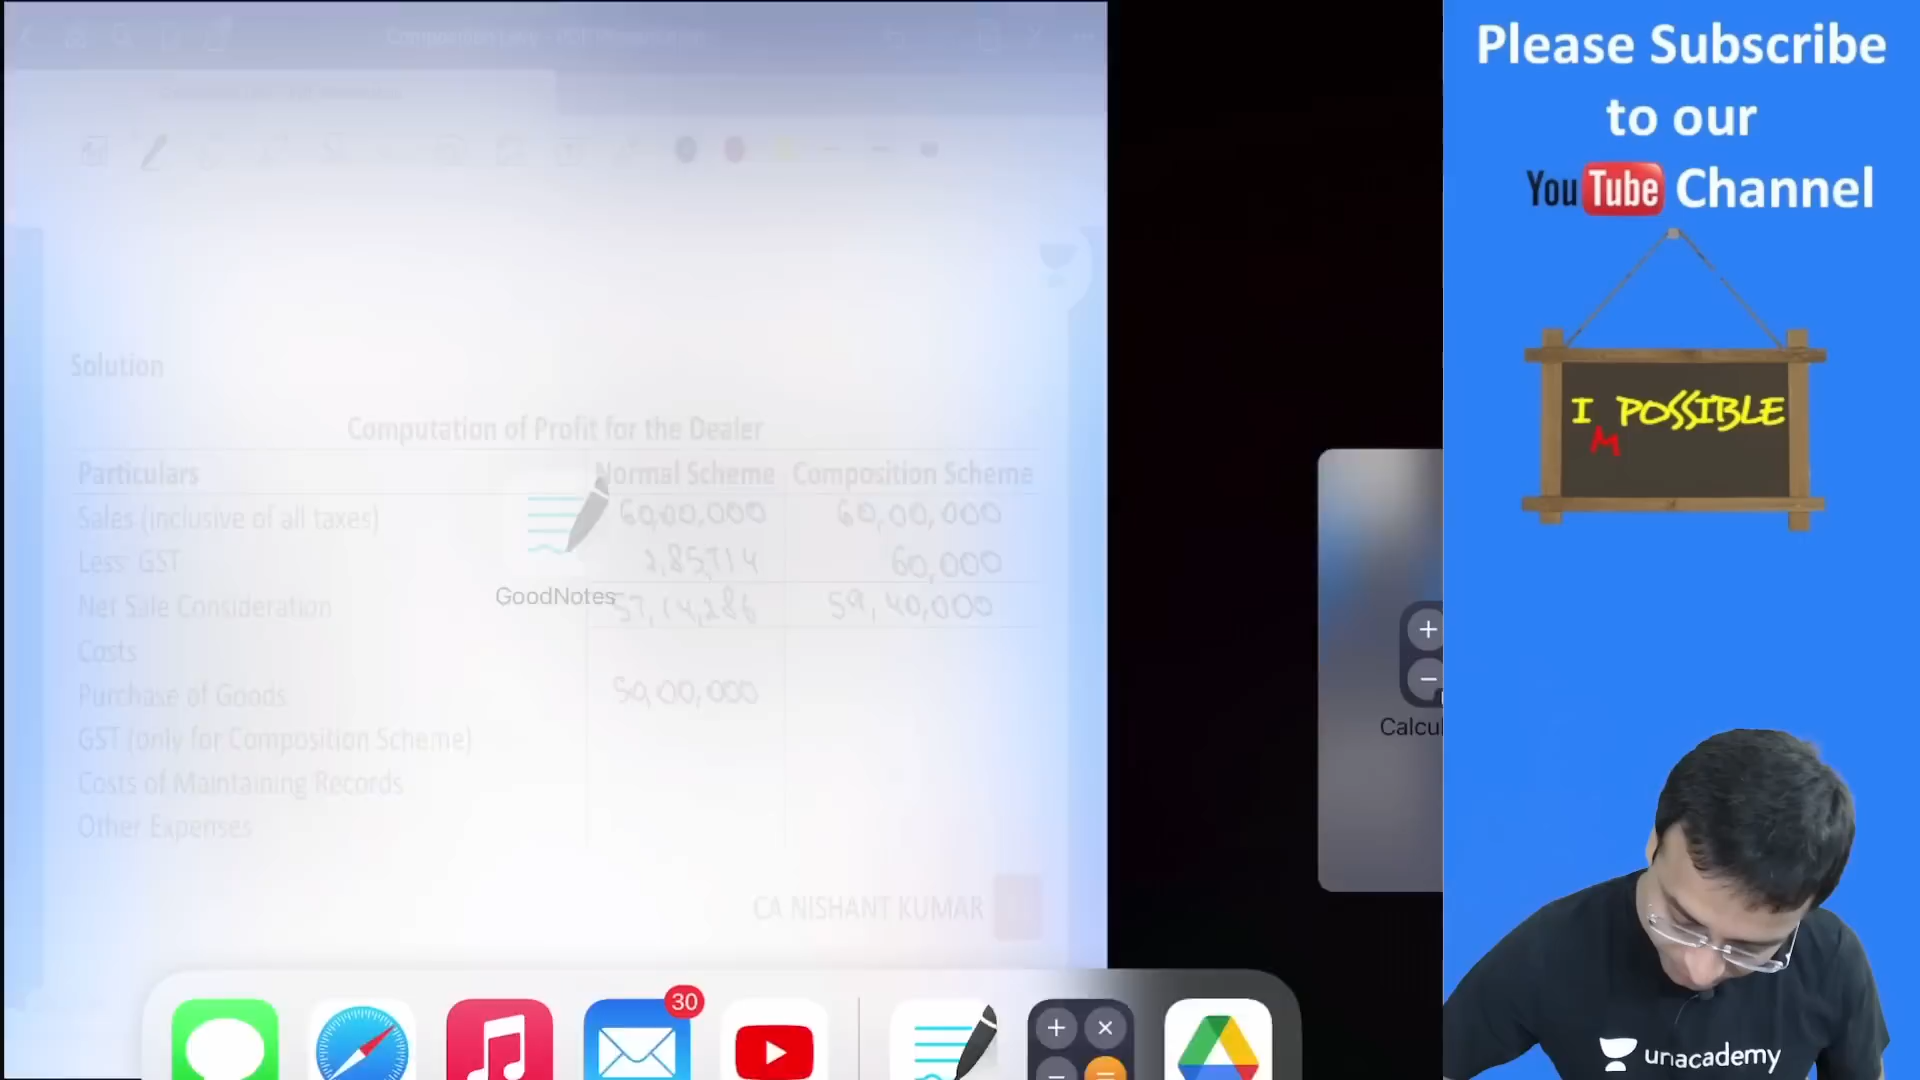 Please Subscribe
to our
YouTube Channel
I POSSIBLE
M
Solution
Computation of Profit for the Dealer
Particulars Normal Scheme Composition Scheme
Sales (inclusive of all taxes) 60,00,000 60,00,000
Less: GST 2,85,714 60,000
Net Sale Consideration 57,14,286 59,40,000
GoodNotes
Costs
Purchase of Goods 50,00,000
GST (only for Composition Scheme)
Costs of Maintaining Records
Other Expenses
CA NISHANT KUMAR
Calcul
30
unacademy